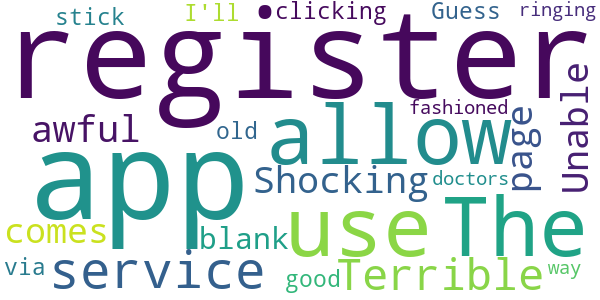 stick I'll clicking Guess ringing
register
awful old allow fashioned page Unable
app Shocking doctors
comes blank use The
via service good Terrible way